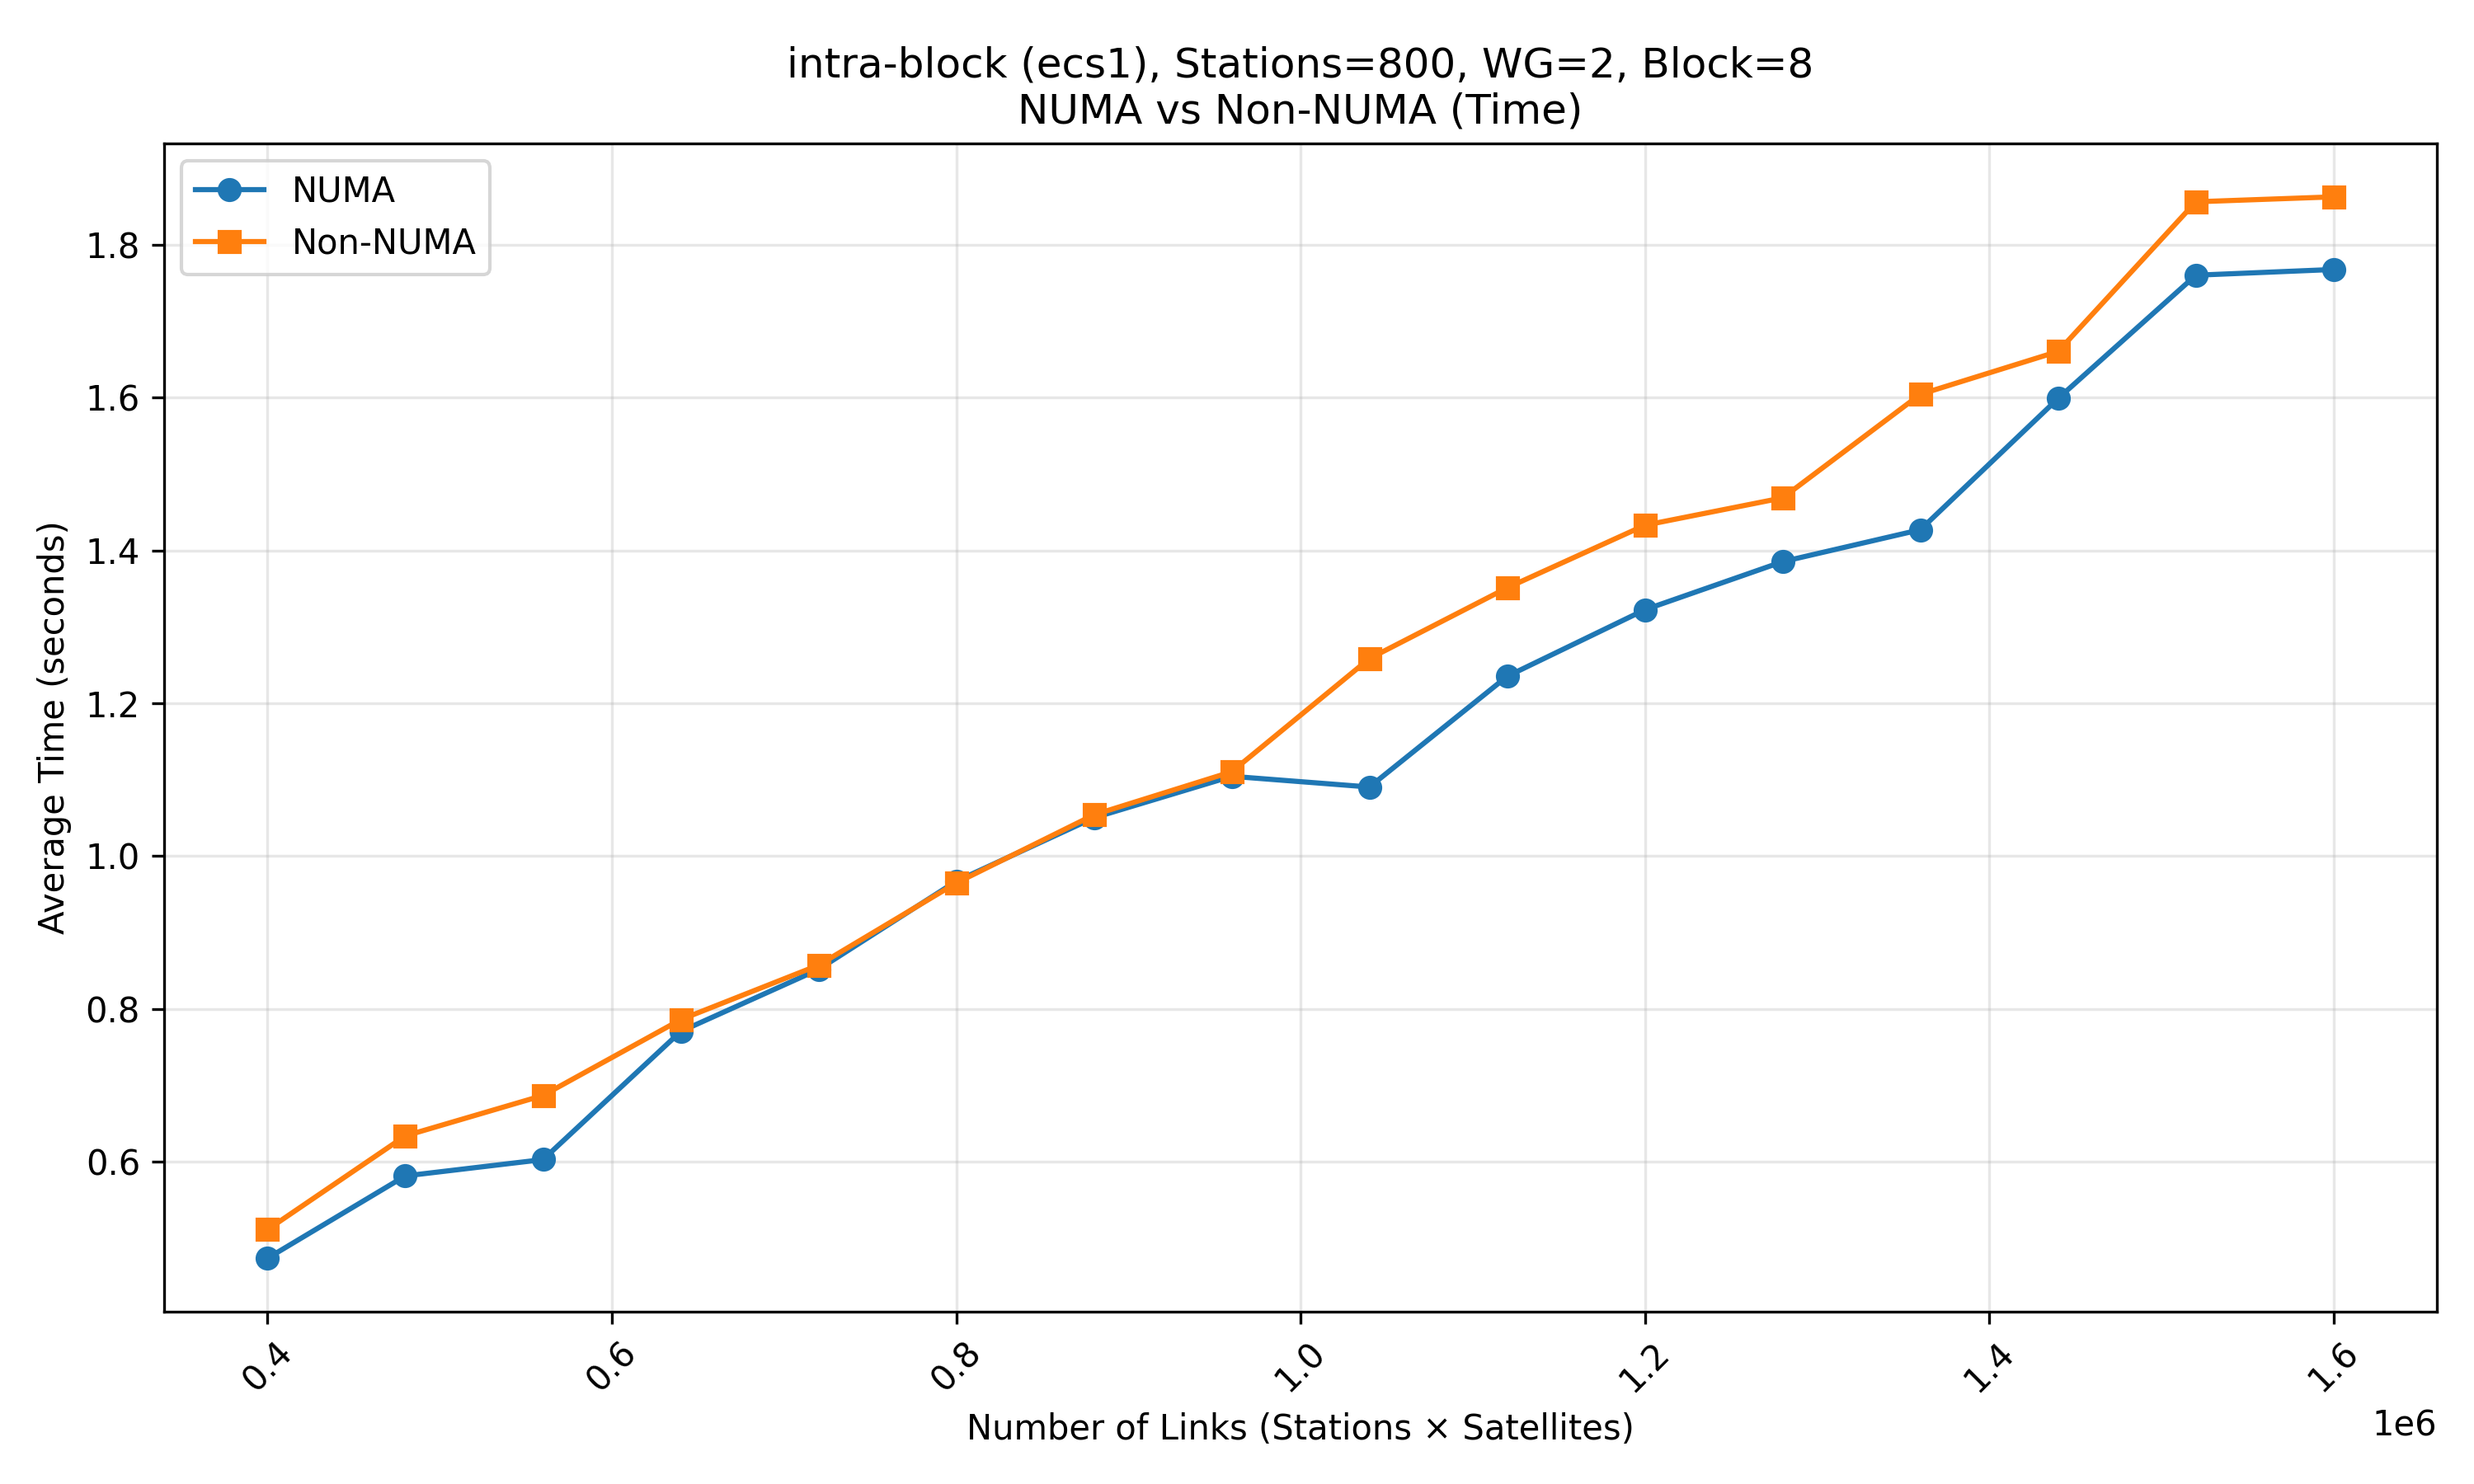 intra-block (ecs1), Stations=800, WG=2, Block=8
NUMA vs Non-NUMA (Time)
NUMA
Non-NUMA
Average Time (seconds)
1.8
1.6
1.4
1.2
1.0
0.8
0.6
0.4
0.6
0.8
1.0
1.2
1.4
1.6
1e6
Number of Links (Stations × Satellites)